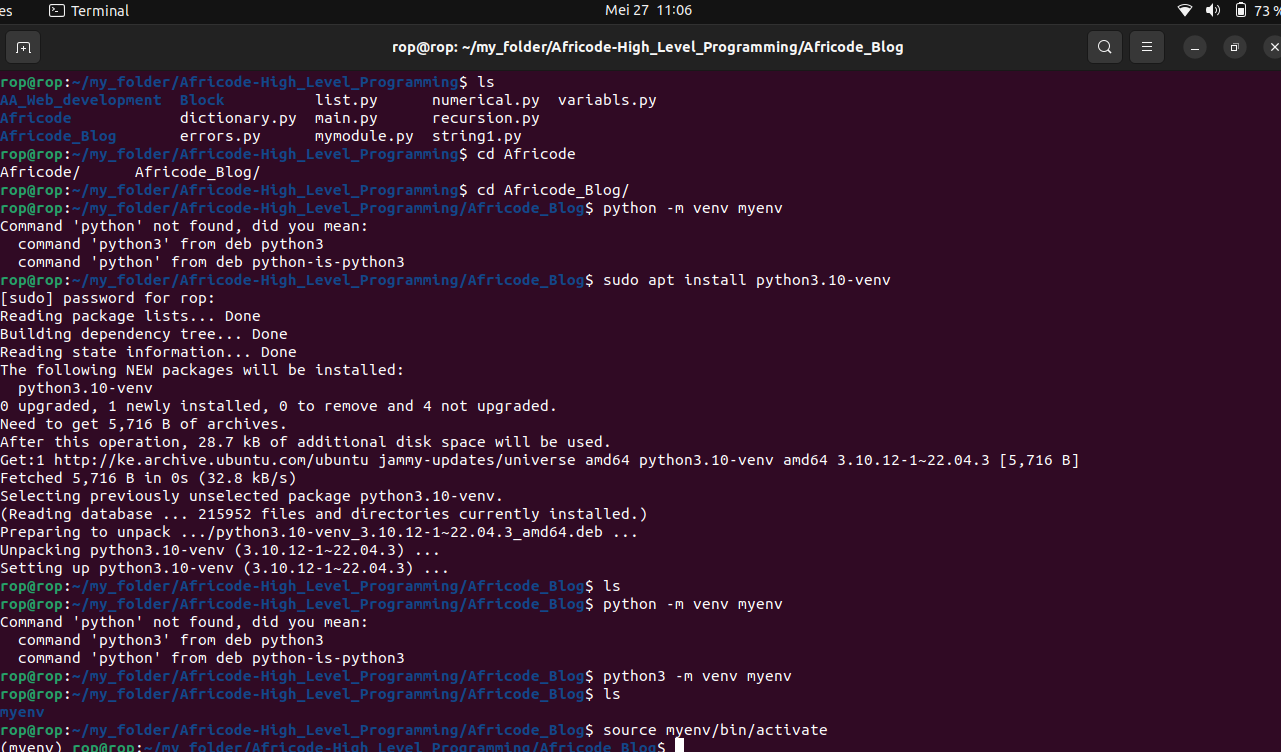 es Terminal Mei 27 11:06 73 %
rop@rop: ~/my_folder/Africode-High_Level_Programming/Africode_Blog
rop@rop:~/my_folder/Africode-High_Level_Programming$ ls
AA_Web_development Block list.py numerical.py variabls.py
Africode dictionary.py main.py recursion.py
Africode_Blog errors.py mymodule.py string1.py
rop@rop:~/my_folder/Africode-High_Level_Programming$ cd Africode
Africode/ Africode_Blog/
rop@rop:~/my_folder/Africode-High_Level_Programming$ cd Africode_Blog/
rop@rop:~/my_folder/Africode-High_Level_Programming/Africode_Blog$ python -m venv myenv
Command 'python' not found, did you mean:
  command 'python3' from deb python3
  command 'python' from deb python-is-python3
rop@rop:~/my_folder/Africode-High_Level_Programming/Africode_Blog$ sudo apt install python3.10-venv
[sudo] password for rop:
Reading package lists... Done
Building dependency tree... Done
Reading state information... Done
The following NEW packages will be installed:
  python3.10-venv
0 upgraded, 1 newly installed, 0 to remove and 4 not upgraded.
Need to get 5,716 B of archives.
After this operation, 28.7 kB of additional disk space will be used.
Get:1 http://ke.archive.ubuntu.com/ubuntu jammy-updates/universe amd64 python3.10-venv amd64 3.10.12-1~22.04.3 [5,716 B]
Fetched 5,716 B in 0s (32.8 kB/s)
Selecting previously unselected package python3.10-venv.
(Reading database ... 215952 files and directories currently installed.)
Preparing to unpack .../python3.10-venv_3.10.12-1~22.04.3_amd64.deb ...
Unpacking python3.10-venv (3.10.12-1~22.04.3) ...
Setting up python3.10-venv (3.10.12-1~22.04.3) ...
rop@rop:~/my_folder/Africode-High_Level_Programming/Africode_Blog$ ls
rop@rop:~/my_folder/Africode-High_Level_Programming/Africode_Blog$ python -m venv myenv
Command 'python' not found, did you mean:
  command 'python3' from deb python3
  command 'python' from deb python-is-python3
rop@rop:~/my_folder/Africode-High_Level_Programming/Africode_Blog$ python3 -m venv myenv
rop@rop:~/my_folder/Africode-High_Level_Programming/Africode_Blog$ ls
myenv
rop@rop:~/my_folder/Africode-High_Level_Programming/Africode_Blog$ source myenv/bin/activate
(myenv) rop@rop:~/my_folder/Africode-High_Level_Programming/Africode_Blog$